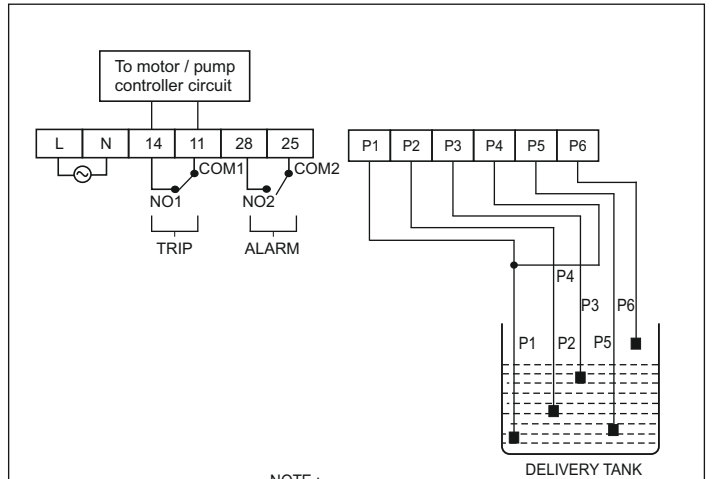 To motor / pump
controller circuit
L N 14 11 28 25
P1 P2 P3 P4 P5 P6
COM1
COM2
NO1
NO2
TRIP
ALARM
P4
P3
P6
P1
P2
P5
DELIVERY TANK
NOTE :